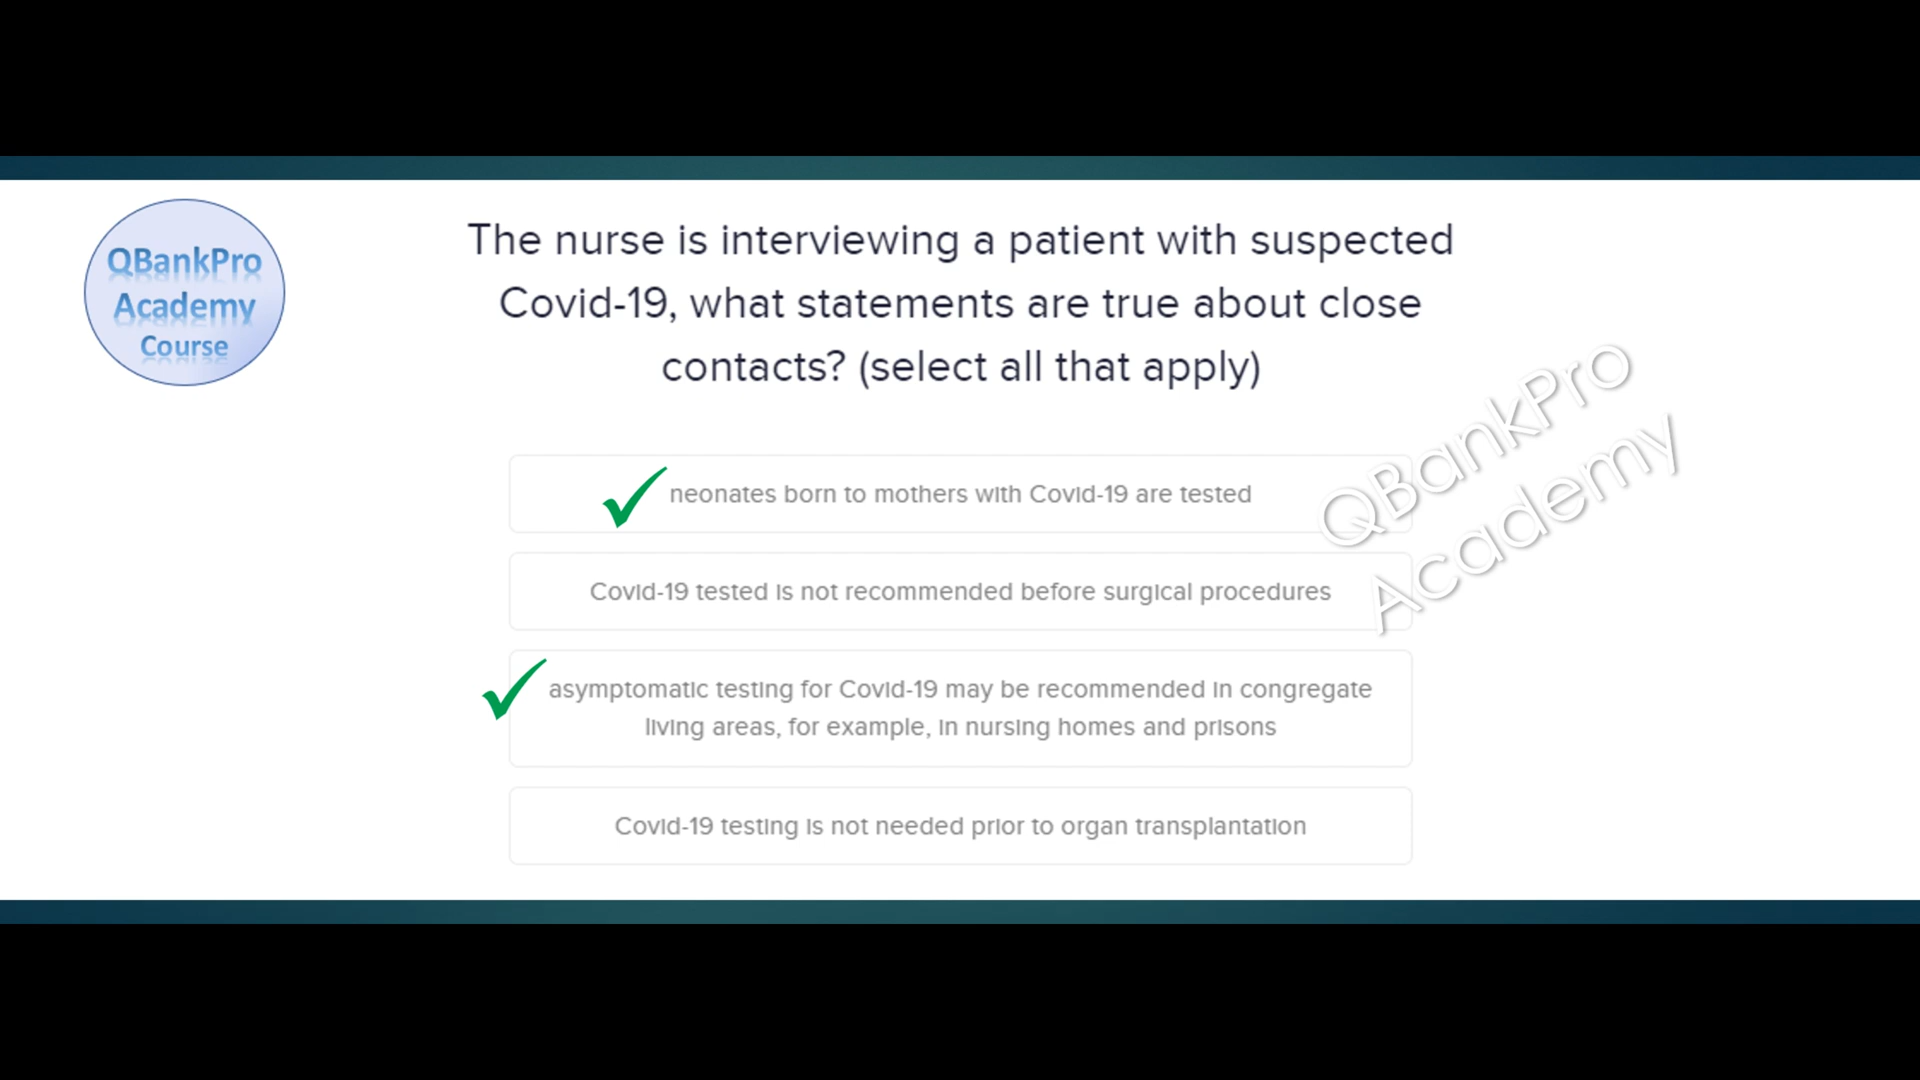 QBankPro
Academy
Course
The nurse is interviewing a patient with suspected
Covid-19, what statements are true about close
contacts? (select all that apply)
neonates born to mothers with Covid-19 are tested
Covid-19 tested is not recommended before surgical procedures
asymptomatic testing for Covid-19 may be recommended in congregate
living areas, for example, in nursing homes and prisons
Covid-19 testing is not needed prior to organ transplantation
QBankPro
Academy